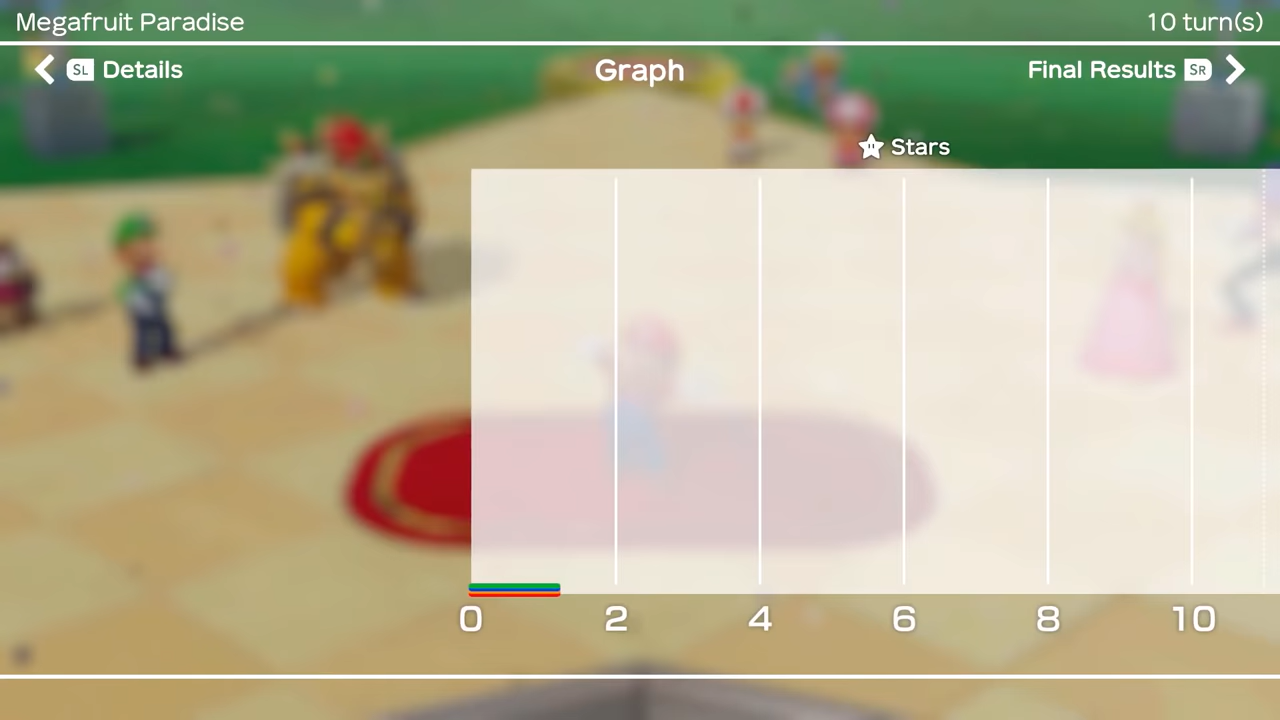 Megafruit Paradise
10 turn(s)
SL Details
Graph
Final Results SR
Stars
0 2 4 6 8 10